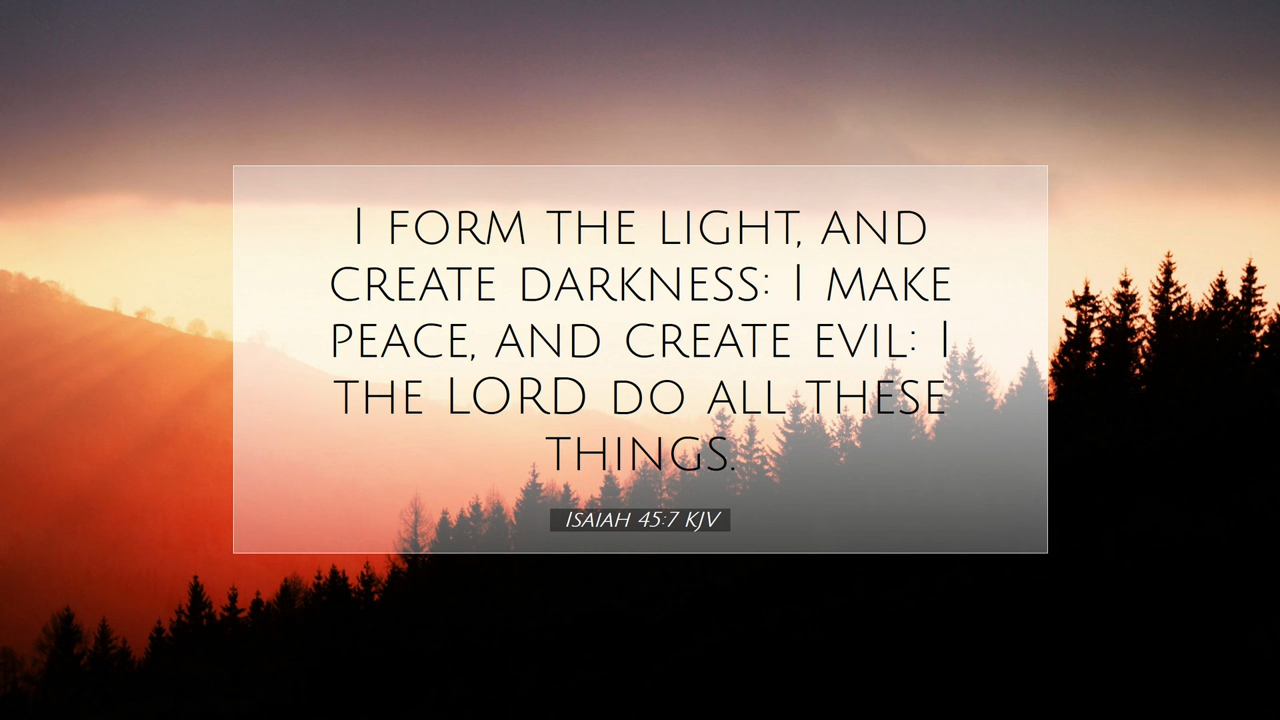 I FORM THE LIGHT, AND
CREATE DARKNESS: I MAKE
PEACE, AND CREATE EVIL: I
THE LORD DO ALL THESE
THINGS.
ISAIAH 45:7 KJV